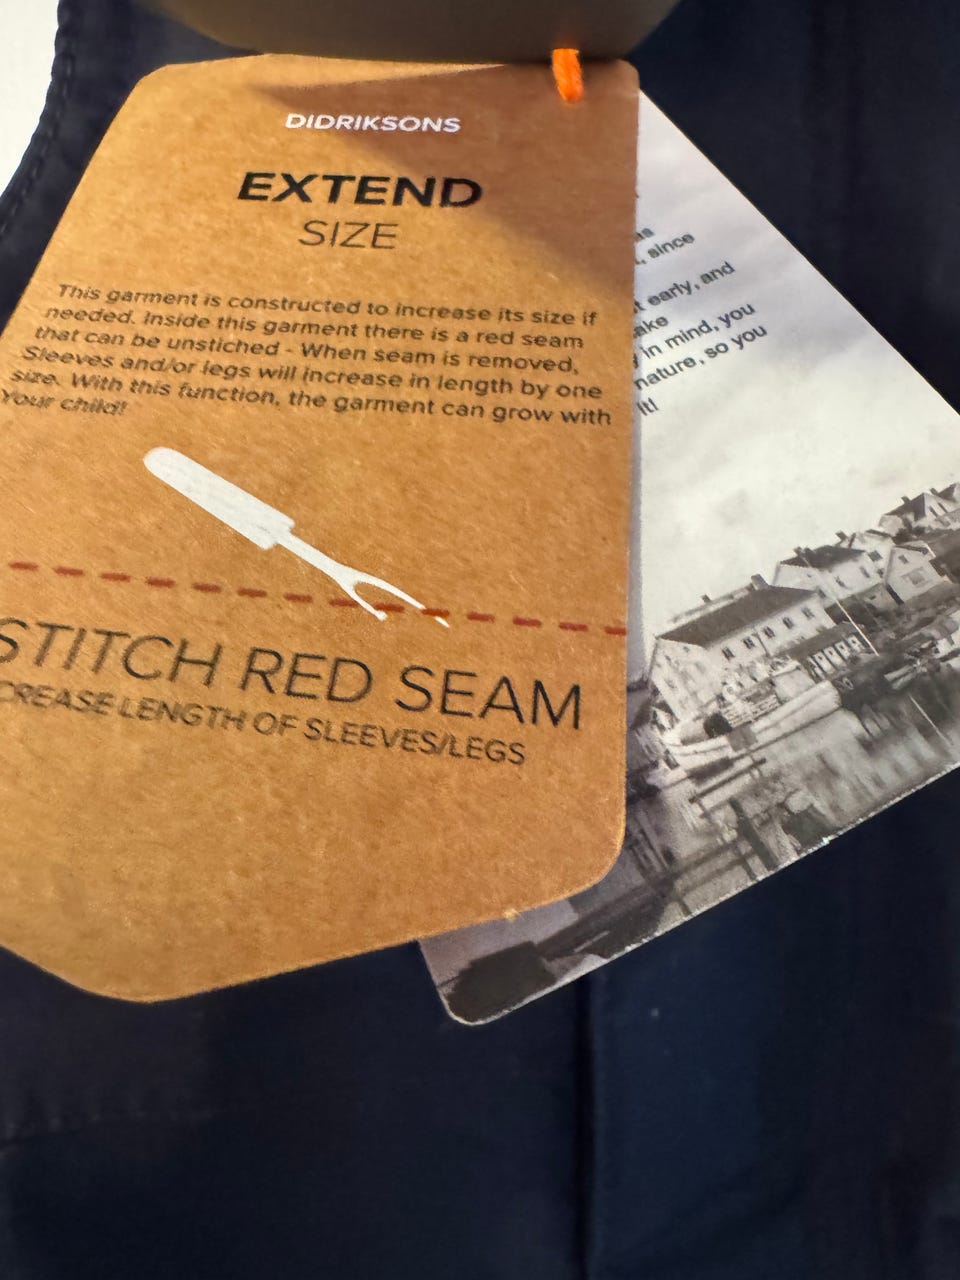 DIDRIKSONS
EXTEND
SIZE
This garment is constructed to increase its size if
needed. Inside this garment there is a red seam
that can be unstiched - When seam is removed,
Sleeves and/or legs will increase in length by one
size. With this function, the garment can grow with
Your child!
STITCH RED SEAM
CREASE LENGTH OF SLEEVES/LEGS
, since
early, and
in mind, you
nature, so you
it!